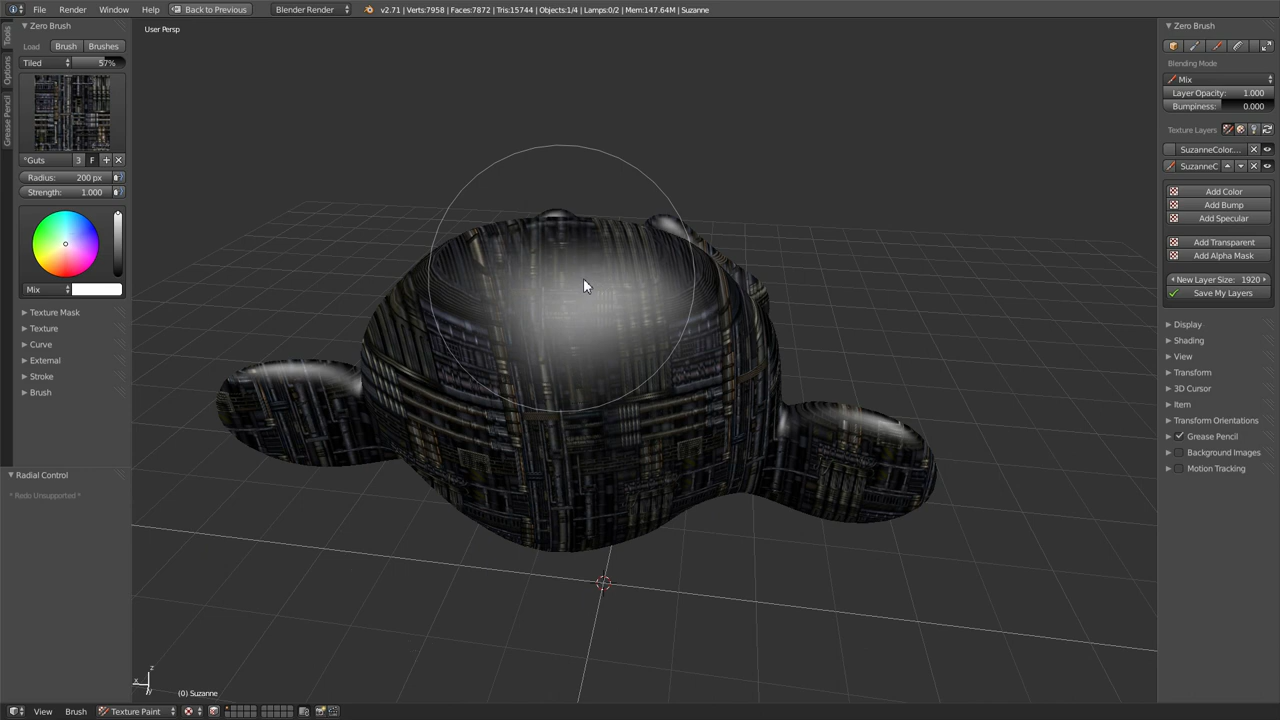 File Render Window Help Back to Previous Blender Render v2.71 | Verts:7958 | Faces:7872 | Tris:15744 | Objects:1/4 | Lamps:0/2 | Mem:147.64M | Suzanne
Tools
Options
Grease Pencil
Zero Brush
Load Brush Brushes
Tiled 57%
°Guts 3 F
Radius: 200 px
Strength: 1.000
Mix
Texture Mask
Texture
Curve
External
Stroke
Brush
Radial Control
* Redo Unsupported *
User Persp
x
z
y
(0) Suzanne
Zero Brush
Blending Mode
Mix
Layer Opacity: 1.000
Bumpiness: 0.000
Texture Layers
SuzanneColor....
SuzanneC
Add Color
Add Bump
Add Specular
Add Transparent
Add Alpha Mask
New Layer Size: 1920
Save My Layers
Display
Shading
View
Transform
3D Cursor
Item
Transform Orientations
Grease Pencil
Background Images
Motion Tracking
View Brush Texture Paint